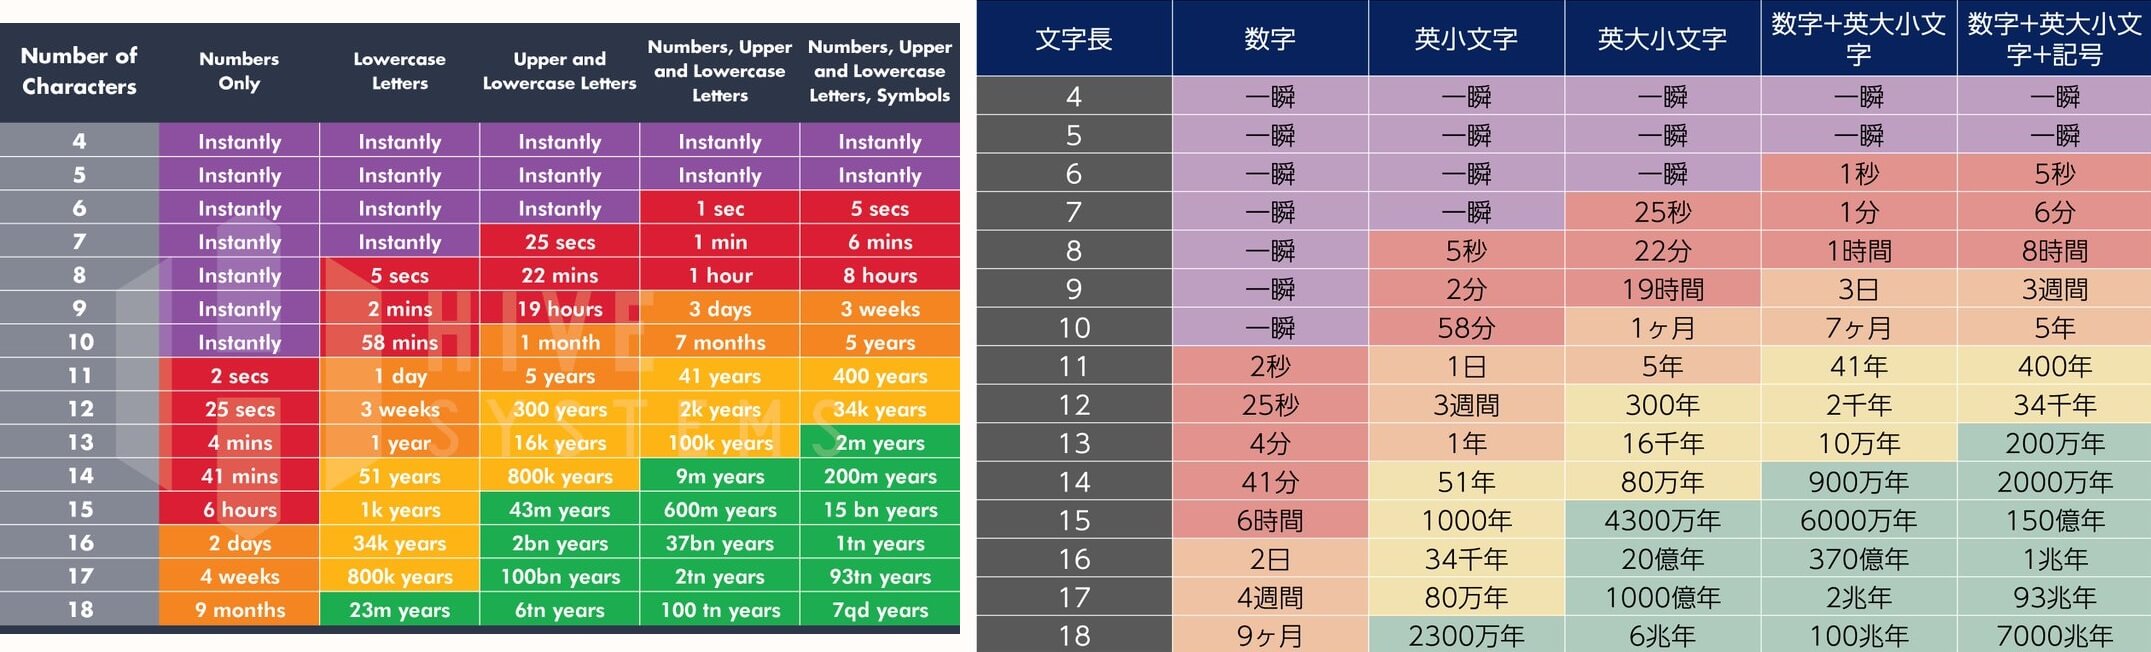 Number of Characters Numbers Only Lowercase Letters Upper and Lowercase Letters Numbers, Upper and Lowercase Letters Numbers, Upper and Lowercase Letters, Symbols
4 Instantly Instantly Instantly Instantly Instantly
5 Instantly Instantly Instantly Instantly Instantly
6 Instantly Instantly Instantly 1 sec 5 secs
7 Instantly Instantly 25 secs 1 min 6 mins
8 Instantly 5 secs 22 mins 1 hour 8 hours
9 Instantly 2 mins 19 hours 3 days 3 weeks
10 Instantly 58 mins 1 month 7 months 5 years
11 2 secs 1 day 5 years 41 years 400 years
12 25 secs 3 weeks 300 years 2k years 34k years
13 4 mins 1 year 16k years 100k years 2m years
14 41 mins 51 years 800k years 9m years 200m years
15 6 hours 1k years 43m years 600m years 15 bn years
16 2 days 34k years 2bn years 37bn years 1tn years
17 4 weeks 800k years 100bn years 2tn years 93tn years
18 9 months 23m years 6tn years 100 tn years 7qd years
HIVE
SYSTEMS
文字長 数字 英小文字 英大小文字 数字+英大小文字 数字+英大小文字+記号
4 一瞬 一瞬 一瞬 一瞬 一瞬
5 一瞬 一瞬 一瞬 一瞬 一瞬
6 一瞬 一瞬 一瞬 1秒 5秒
7 一瞬 一瞬 25秒 1分 6分
8 一瞬 5秒 22分 1時間 8時間
9 一瞬 2分 19時間 3日 3週間
10 一瞬 58分 1ヶ月 7ヶ月 5年
11 2秒 1日 5年 41年 400年
12 25秒 3週間 300年 2千年 34千年
13 4分 1年 16千年 10万年 200万年
14 41分 51年 80万年 900万年 2000万年
15 6時間 1000年 4300万年 6000万年 150億年
16 2日 34千年 20億年 370億年 1兆年
17 4週間 80万年 1000億年 2兆年 93兆年
18 9ヶ月 2300万年 6兆年 100兆年 7000兆年